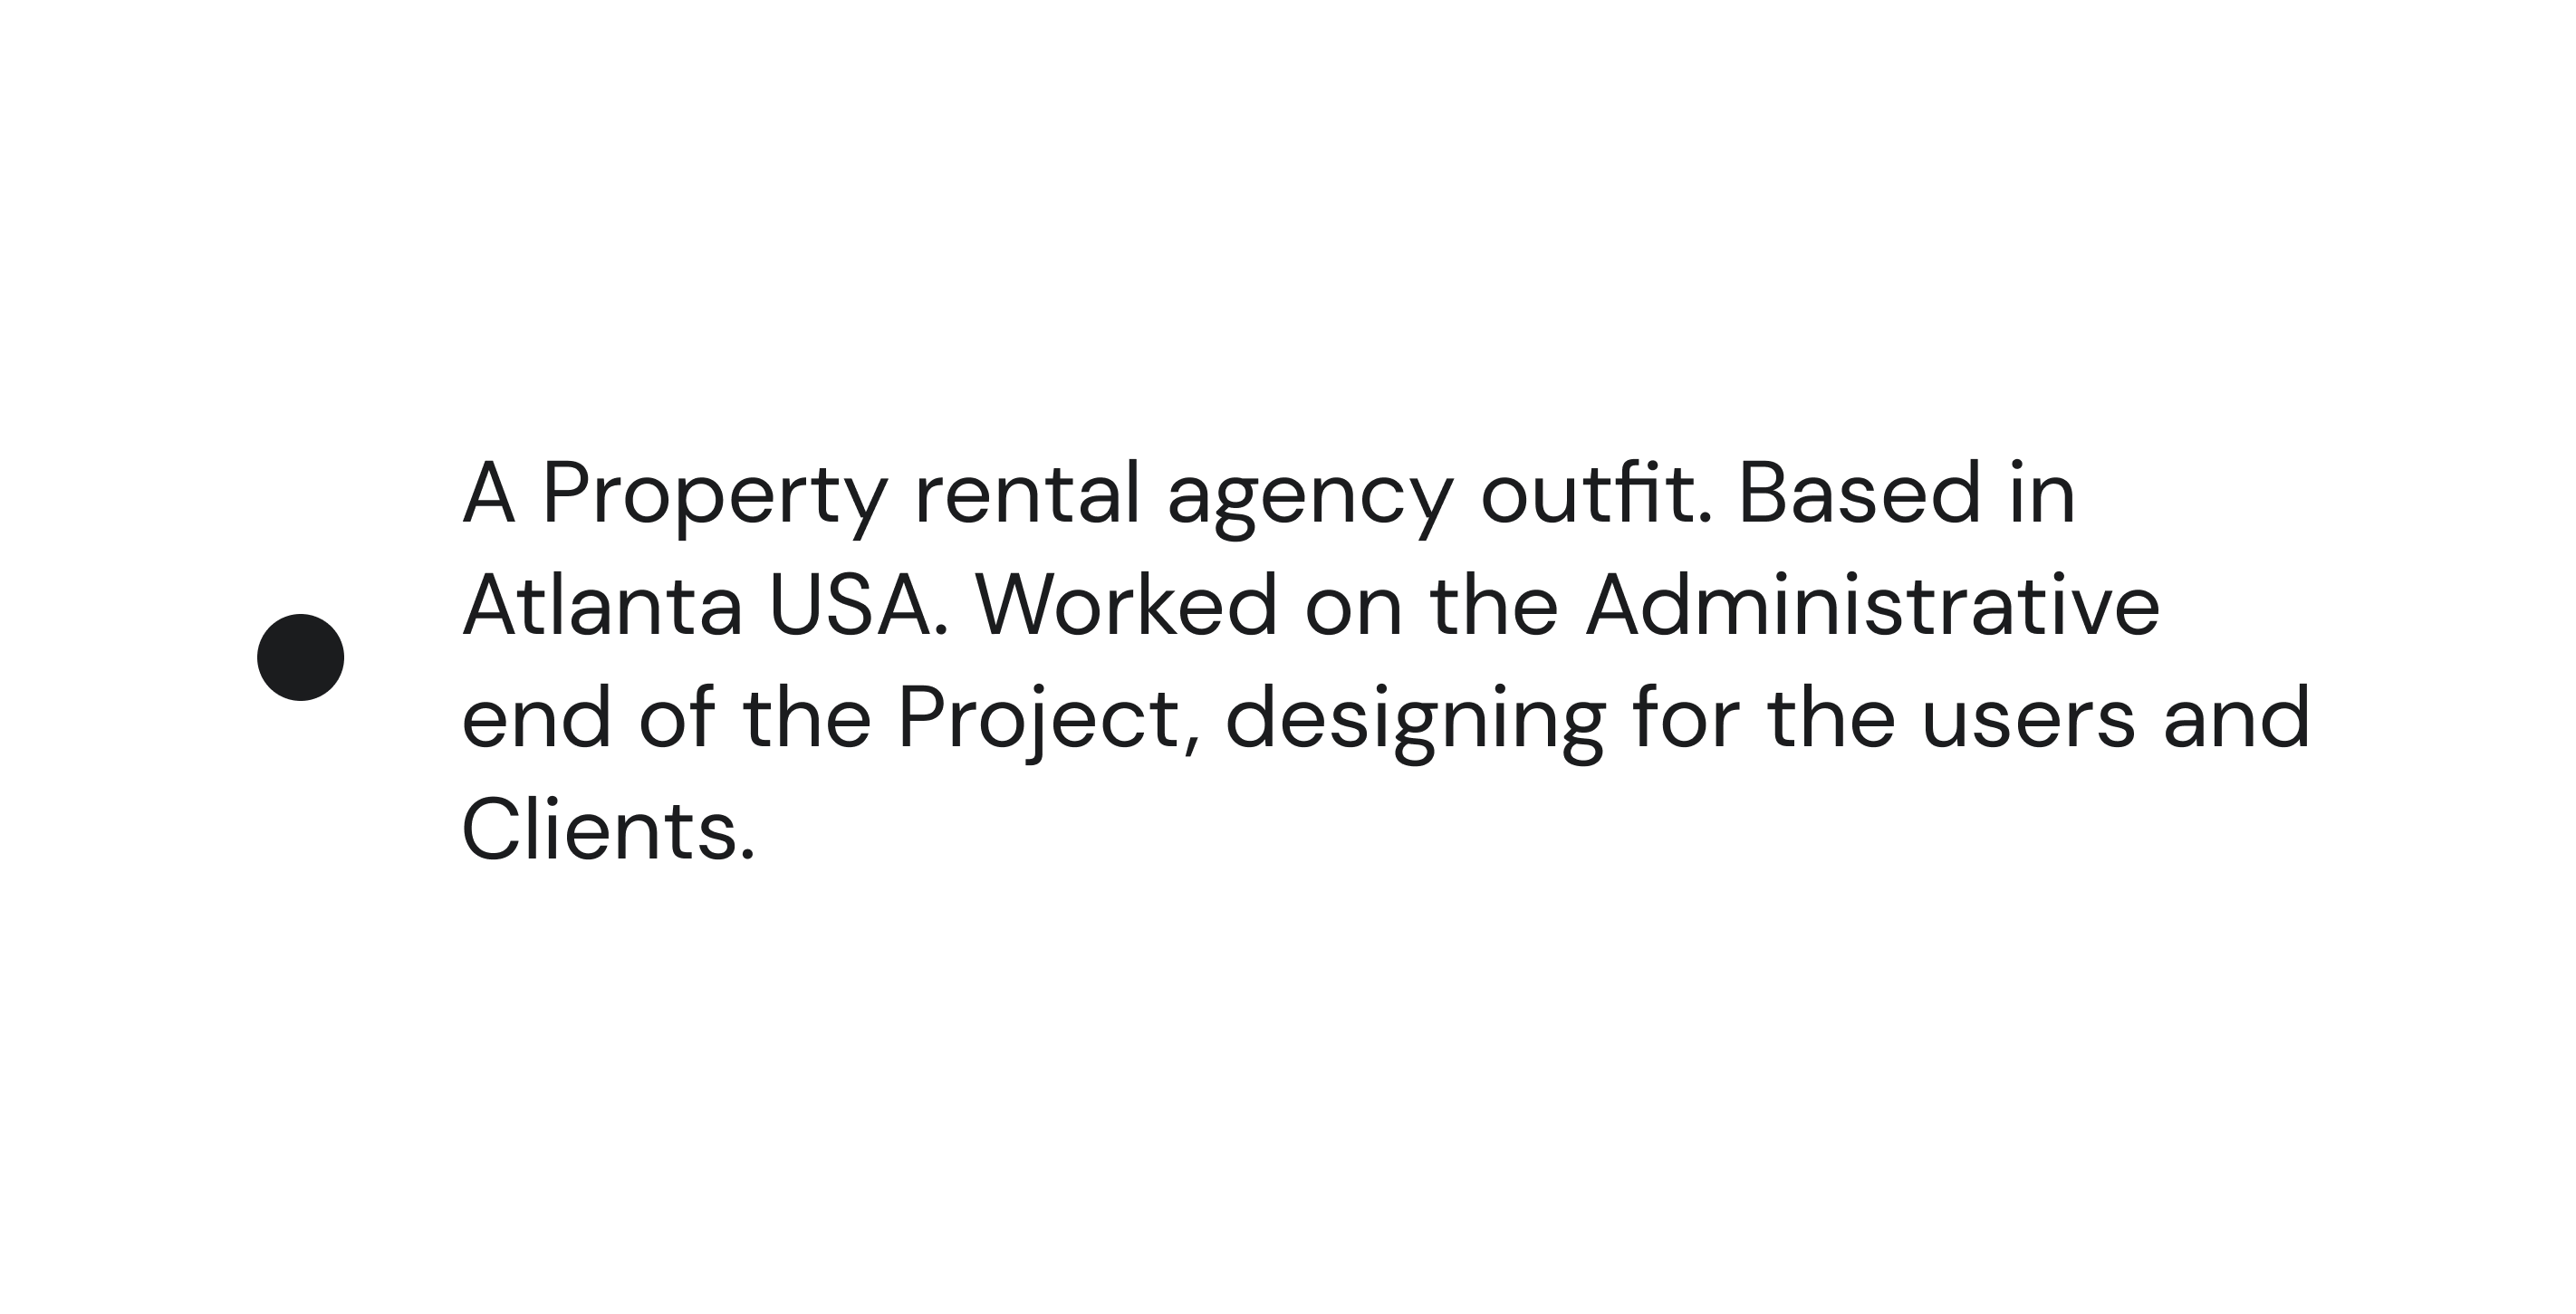 A Property rental agency outfit. Based in
Atlanta USA. Worked on the Administrative
end of the Project, designing for the users and
Clients.